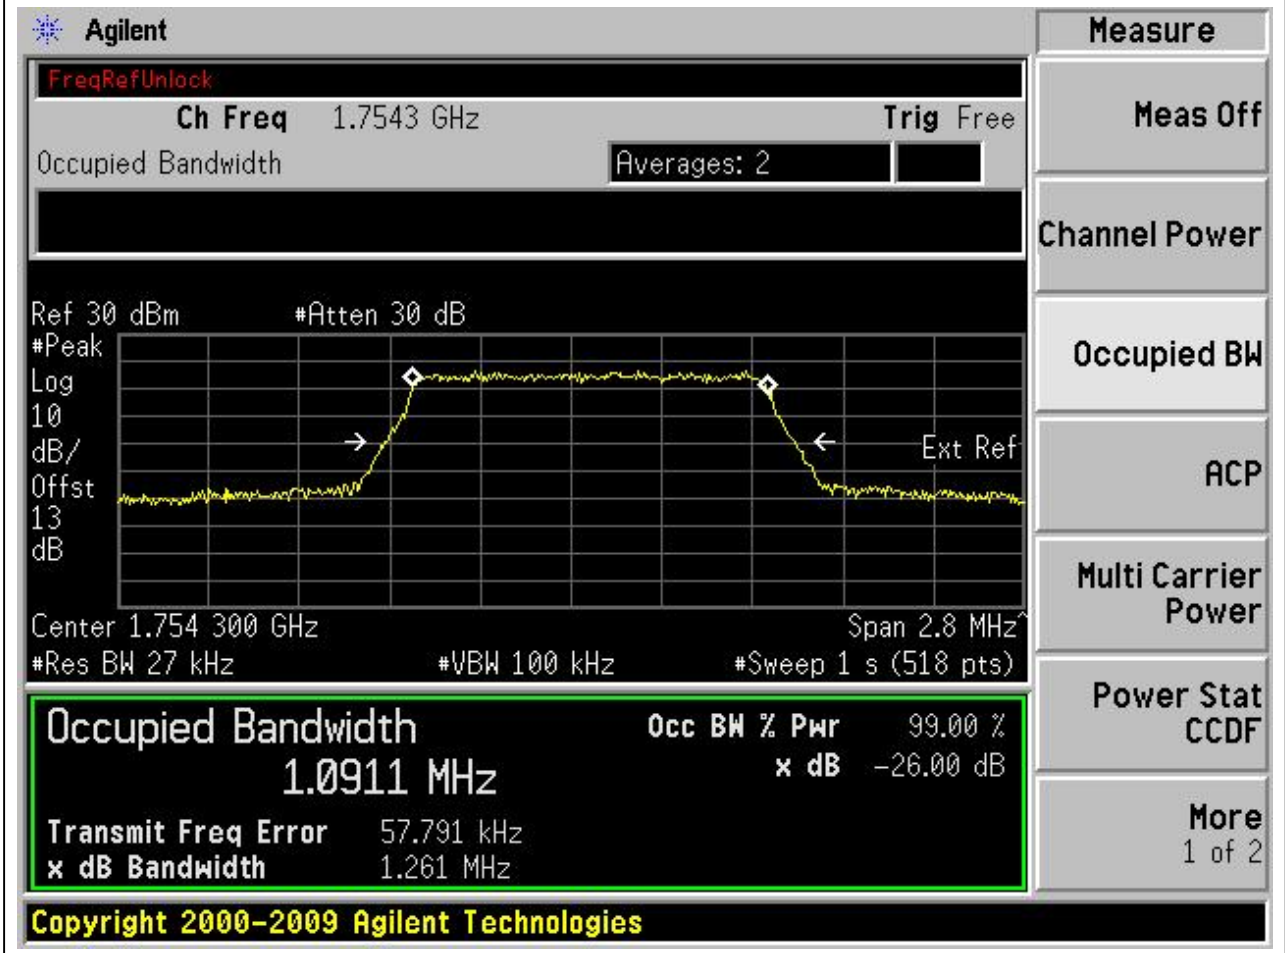 Agilent
Measure
FreqRefUnlock
Ch Freq 1.7543 GHz Trig Free
Occupied Bandwidth Averages: 2
Meas Off
Channel Power
Occupied BW
ACP
Multi Carrier
Power
Power Stat
CCDF
More
1 of 2
Ref 30 dBm #Atten 30 dB
#Peak
Log
10
dB/
Offst
13
dB
Ext Ref
Center 1.754 300 GHz Span 2.8 MHz^
#Res BW 27 kHz #VBW 100 kHz #Sweep 1 s (518 pts)
Occupied Bandwidth
1.0911 MHz
Occ BW % Pwr 99.00 %
x dB -26.00 dB
Transmit Freq Error 57.791 kHz
x dB Bandwidth 1.261 MHz
Copyright 2000-2009 Agilent Technologies